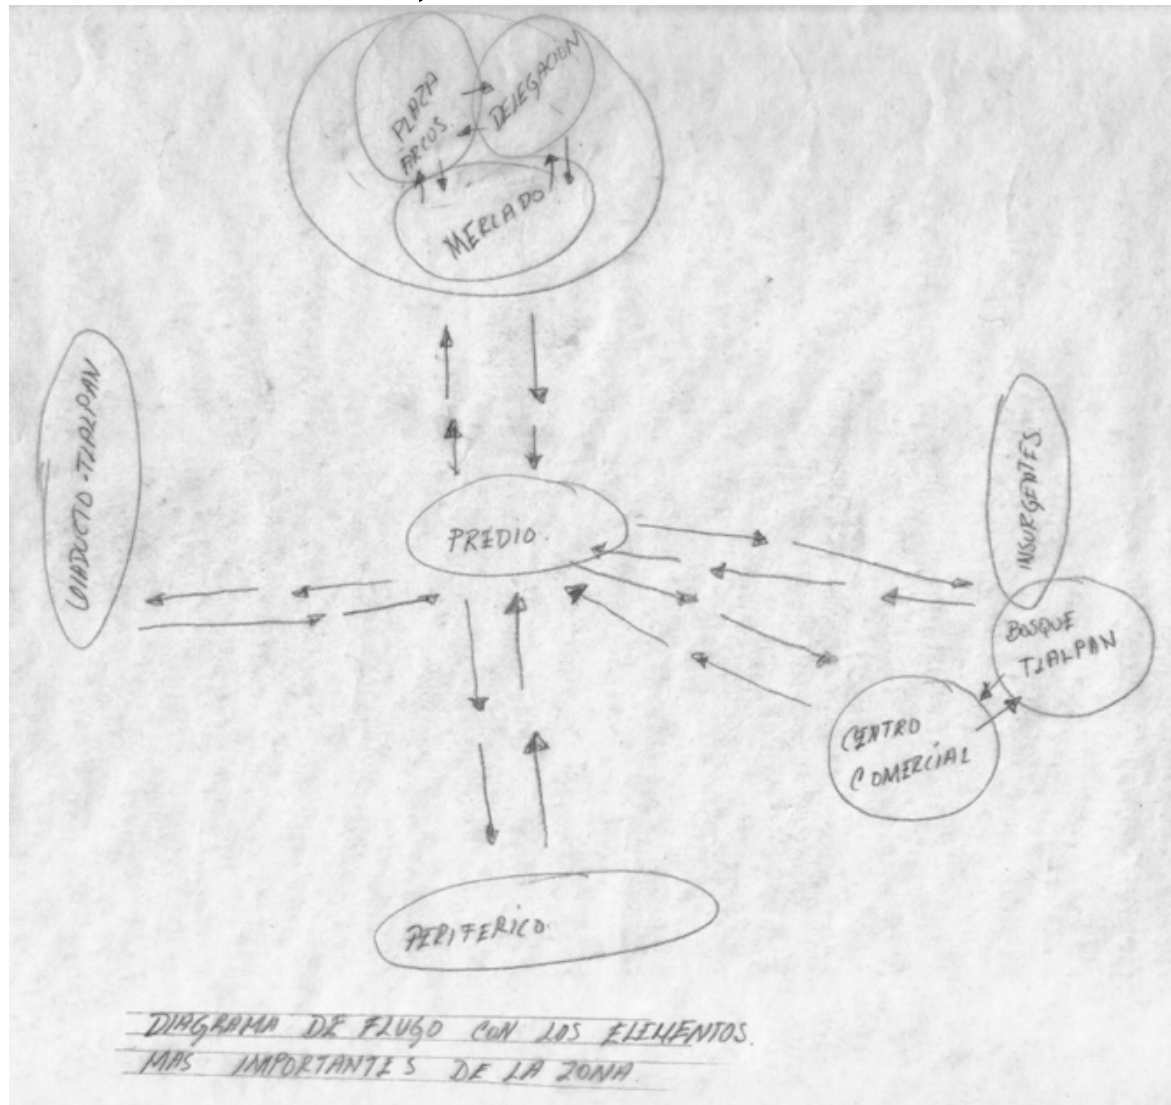 PLAZA
ARCOS
DELEGACION
MERCADO
VIADUCTO-TLALPAN
PREDIO.
INSURGENTES
BOSQUE
TLALPAN
CENTRO
COMERCIAL
PERIFERICO
DIAGRAMA DE FLUGO CON LOS ELEMENTOS.
MAS IMPORTANTES DE LA ZONA.